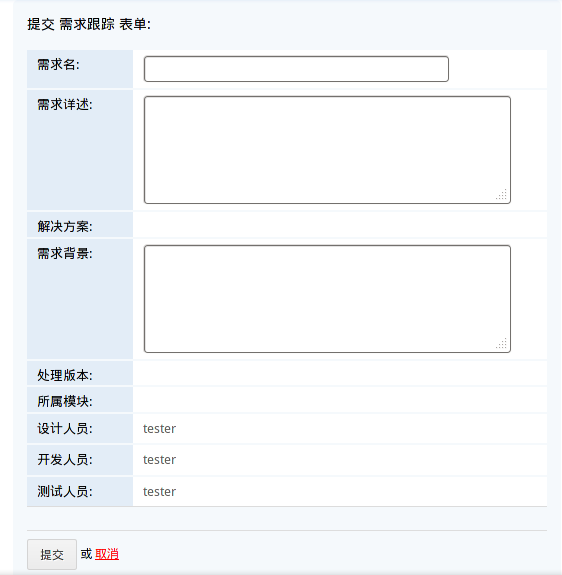 提交 需求跟踪 表单:
需求名:
需求详述:
解决方案:
需求背景:
处理版本:
所属模块:
设计人员: tester
开发人员: tester
测试人员: tester
提交 或 取消